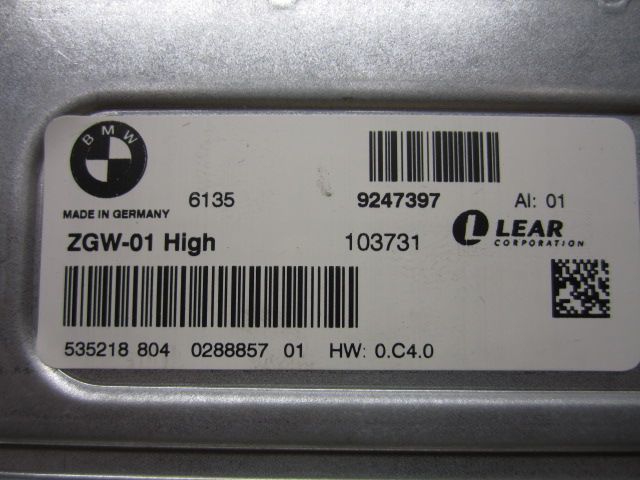 BMW
6135 9247397 AI: 01
MADE IN GERMANY
ZGW-01 High 103731 LEAR
CORPORATION
535218 804 0288857 01 HW: 0.C4.0